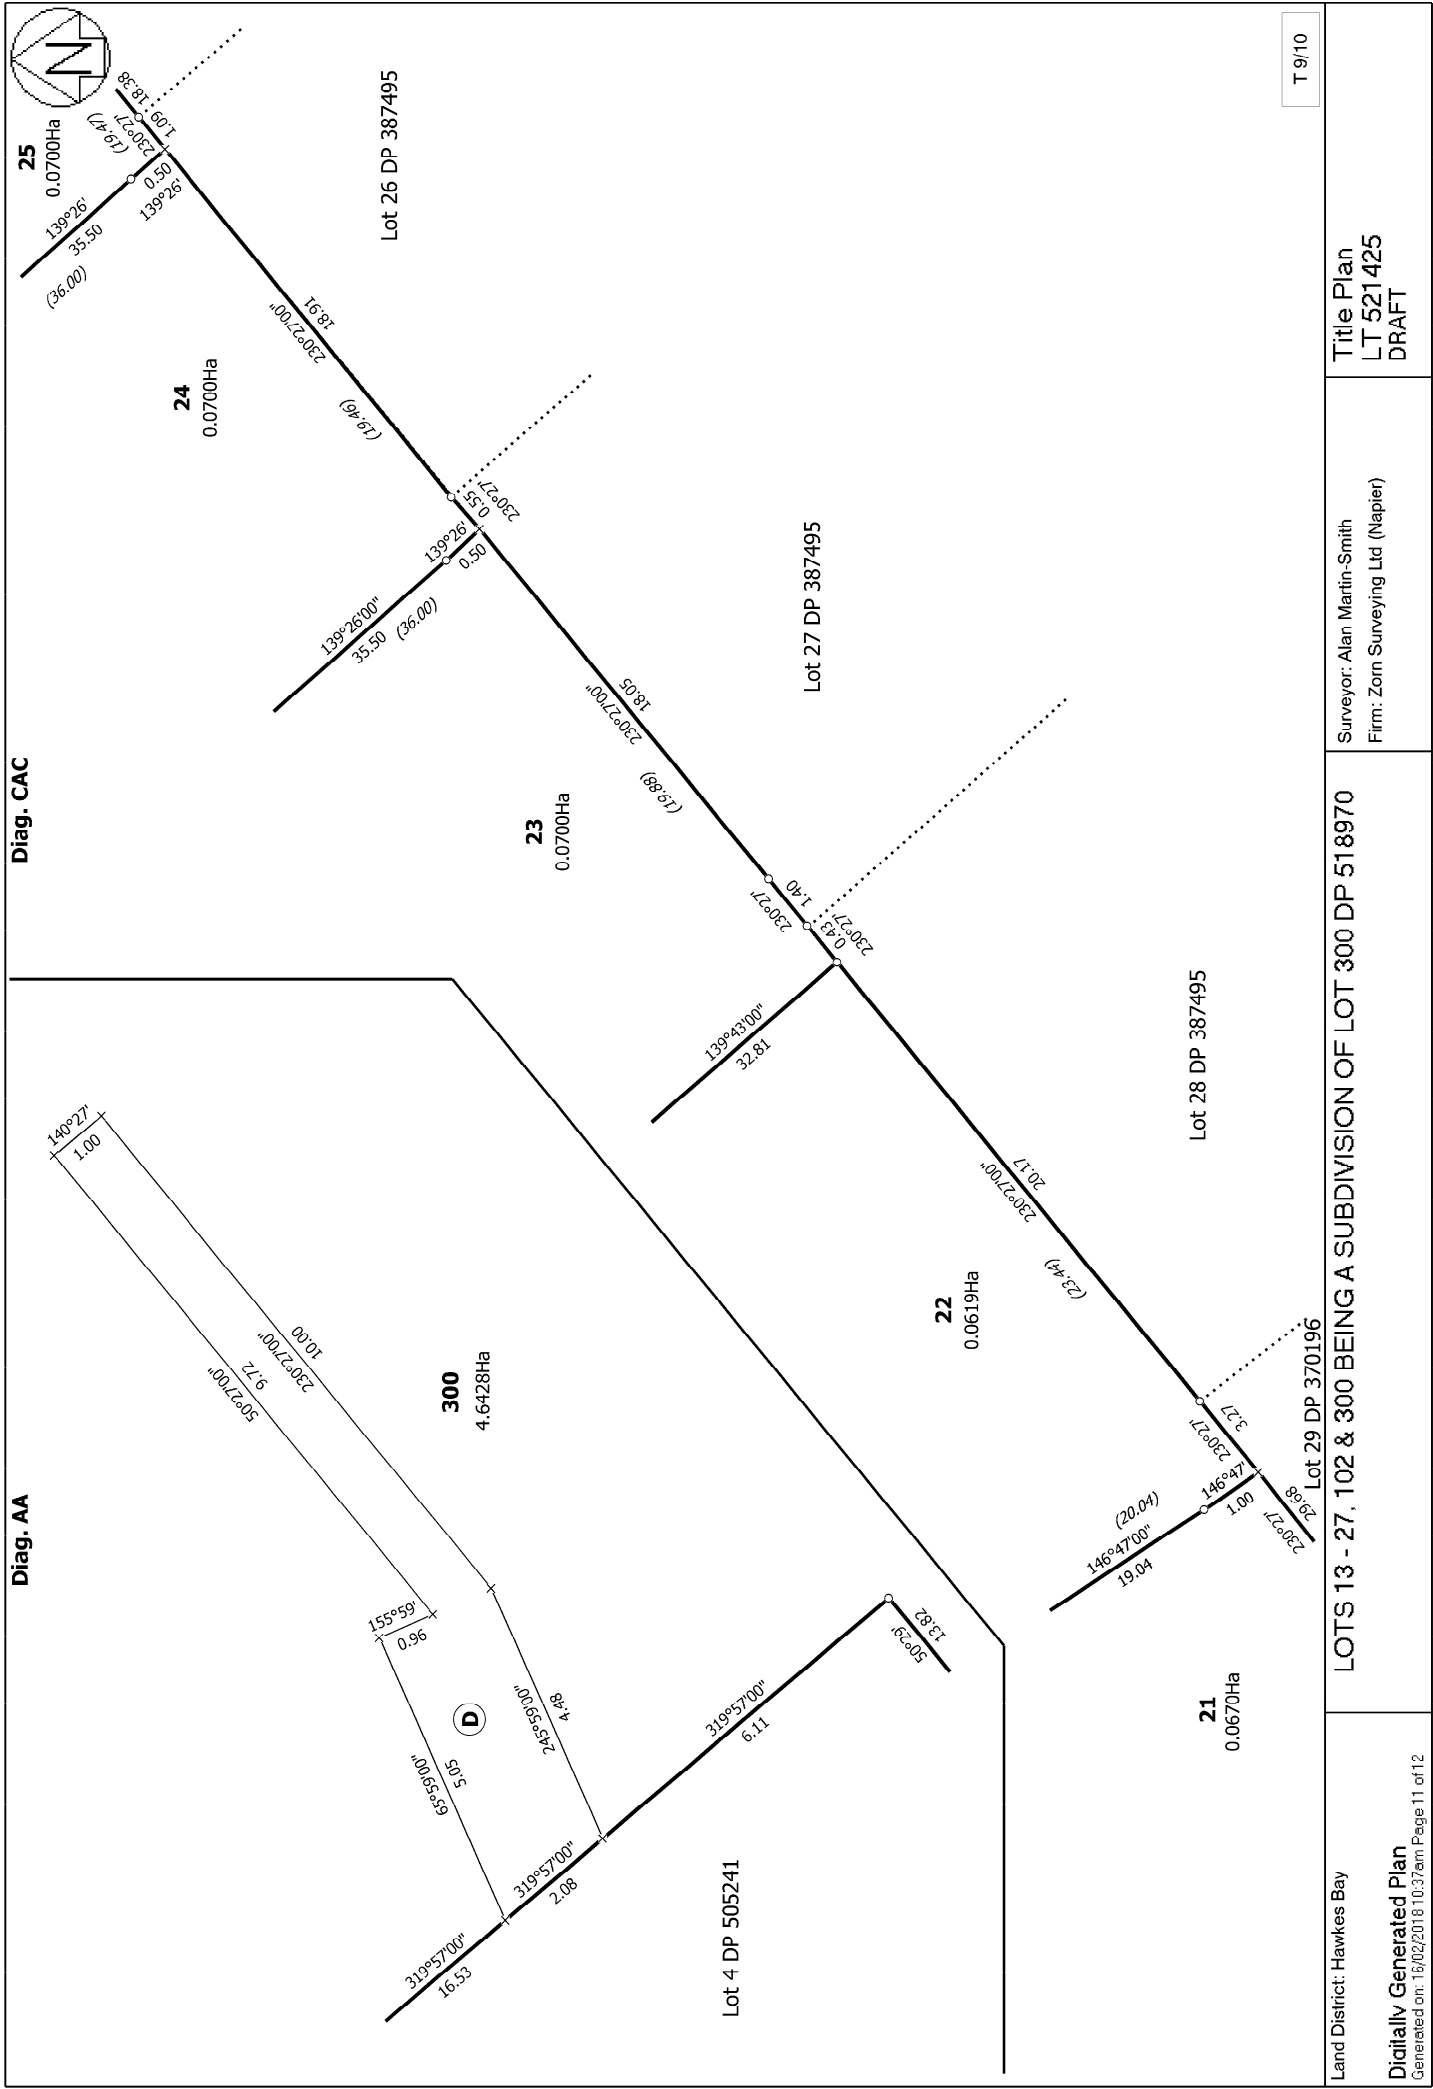 Diag. AA
Diag. CAC
N
140°27'
1.00
50°27'00"
9.72
230°27'00"
10.00
155°59'
0.96
300
4.6428Ha
D
65°59'00"
5.05
245°59'00"
4.48
319°57'00"
16.53
319°57'00"
2.08
319°57'00"
6.11
50°29'
13.82
Lot 4 DP 505241
25
0.0700Ha
18.38
1.09
230°27'
(19.47)
0.50
139°26'
139°26'
35.50
(36.00)
Lot 26 DP 387495
24
0.0700Ha
230°27'00"
18.91
(19.46)
0.55
230°27'
139°26'
0.50
139°26'00"
35.50
(36.00)
Lot 27 DP 387495
23
0.0700Ha
230°27'00"
18.05
(19.88)
230°27'
1.40
0.43
230°27'
139°43'00"
32.81
Lot 28 DP 387495
22
0.0619Ha
230°27'00"
20.17
(23.44)
230°27'
3.27
146°47'
1.00
(20.04)
146°47'00"
19.04
230°27'
29.68
Lot 29 DP 370196
21
0.0670Ha
T 9/10
Land District: Hawkes Bay
Digitally Generated Plan
Generated on: 16/02/2018 10:37am Page 11 of 12
LOTS 13 - 27, 102 & 300 BEING A SUBDIVISION OF LOT 300 DP 518970
Surveyor: Alan Martin-Smith
Firm: Zorn Surveying Ltd (Napier)
Title Plan
LT 521425
DRAFT